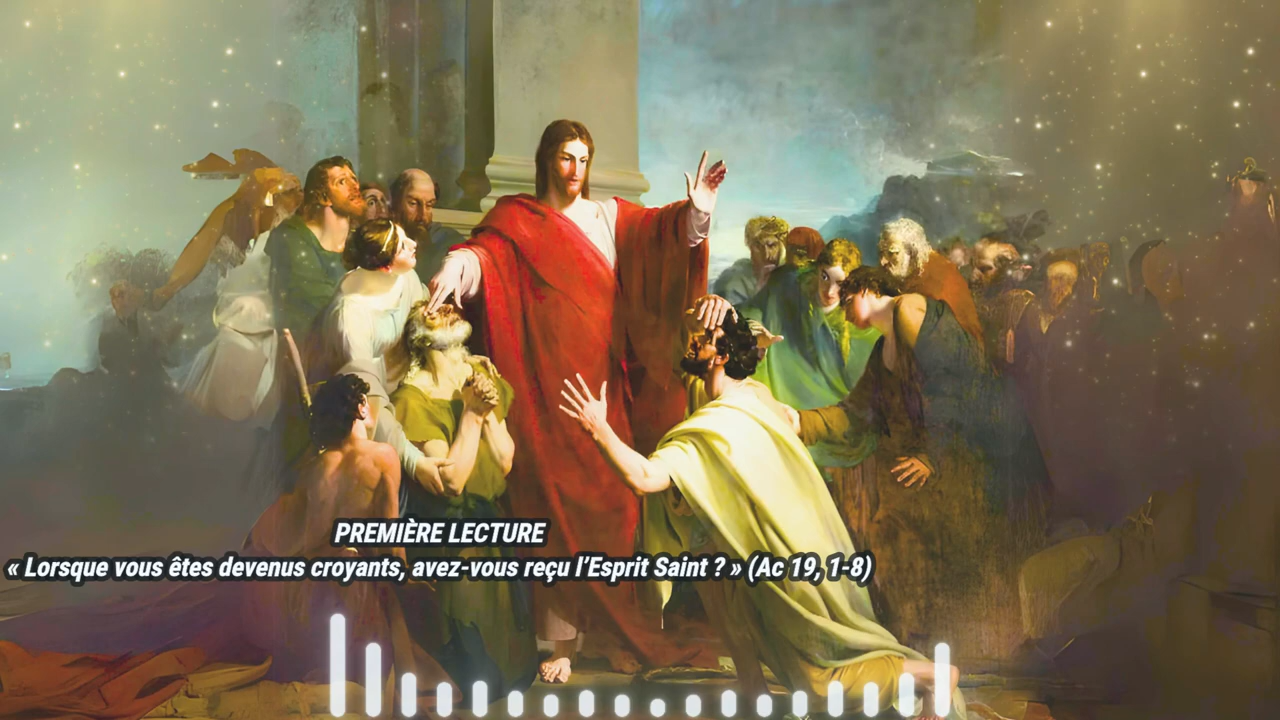 PREMIÈRE LECTURE
« Lorsque vous êtes devenus croyants, avez-vous reçu l’Esprit Saint ? » (Ac 19, 1-8)